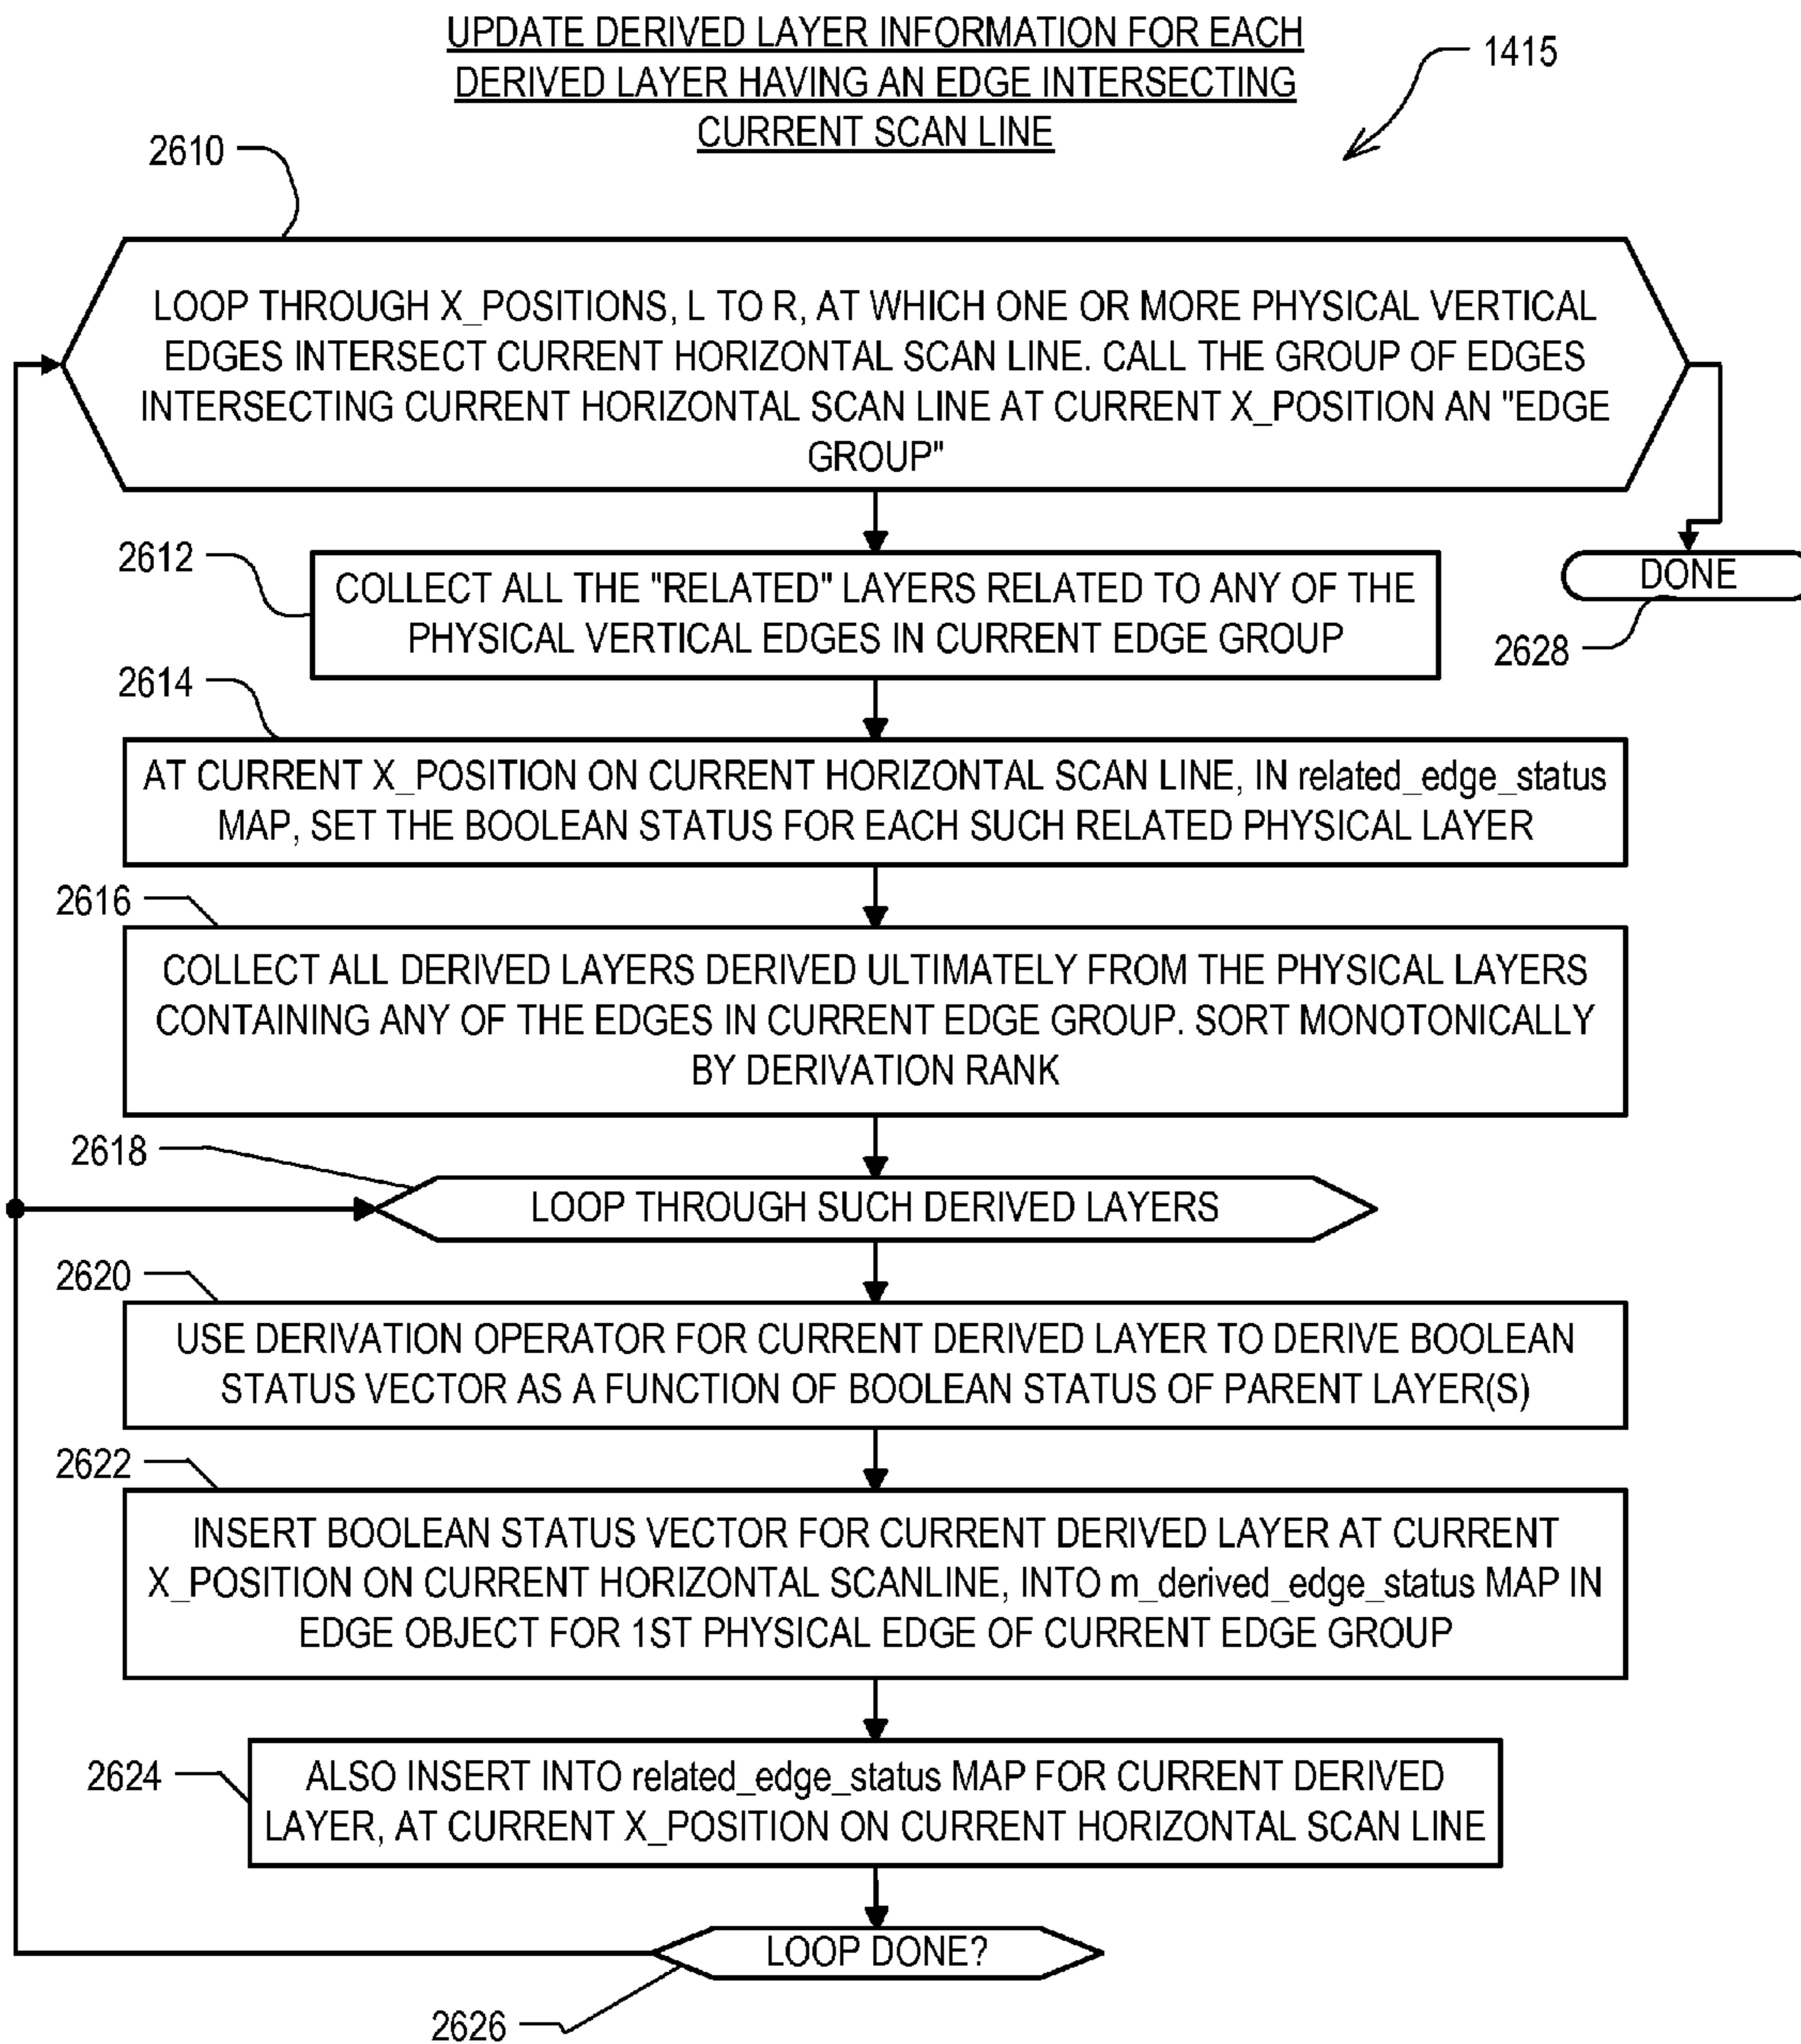 UPDATE DERIVED LAYER INFORMATION FOR EACH
DERIVED LAYER HAVING AN EDGE INTERSECTING
CURRENT SCAN LINE
1415
2610
LOOP THROUGH X_POSITIONS, L TO R, AT WHICH ONE OR MORE PHYSICAL VERTICAL
EDGES INTERSECT CURRENT HORIZONTAL SCAN LINE. CALL THE GROUP OF EDGES
INTERSECTING CURRENT HORIZONTAL SCAN LINE AT CURRENT X_POSITION AN "EDGE
GROUP"
2612
COLLECT ALL THE "RELATED" LAYERS RELATED TO ANY OF THE
PHYSICAL VERTICAL EDGES IN CURRENT EDGE GROUP
DONE
2628
2614
AT CURRENT X_POSITION ON CURRENT HORIZONTAL SCAN LINE, IN related_edge_status
MAP, SET THE BOOLEAN STATUS FOR EACH SUCH RELATED PHYSICAL LAYER
2616
COLLECT ALL DERIVED LAYERS DERIVED ULTIMATELY FROM THE PHYSICAL LAYERS
CONTAINING ANY OF THE EDGES IN CURRENT EDGE GROUP. SORT MONOTONICALLY
BY DERIVATION RANK
2618
LOOP THROUGH SUCH DERIVED LAYERS
2620
USE DERIVATION OPERATOR FOR CURRENT DERIVED LAYER TO DERIVE BOOLEAN
STATUS VECTOR AS A FUNCTION OF BOOLEAN STATUS OF PARENT LAYER(S)
2622
INSERT BOOLEAN STATUS VECTOR FOR CURRENT DERIVED LAYER AT CURRENT
X_POSITION ON CURRENT HORIZONTAL SCANLINE, INTO m_derived_edge_status MAP IN
EDGE OBJECT FOR 1ST PHYSICAL EDGE OF CURRENT EDGE GROUP
2624
ALSO INSERT INTO related_edge_status MAP FOR CURRENT DERIVED
LAYER, AT CURRENT X_POSITION ON CURRENT HORIZONTAL SCAN LINE
LOOP DONE?
2626